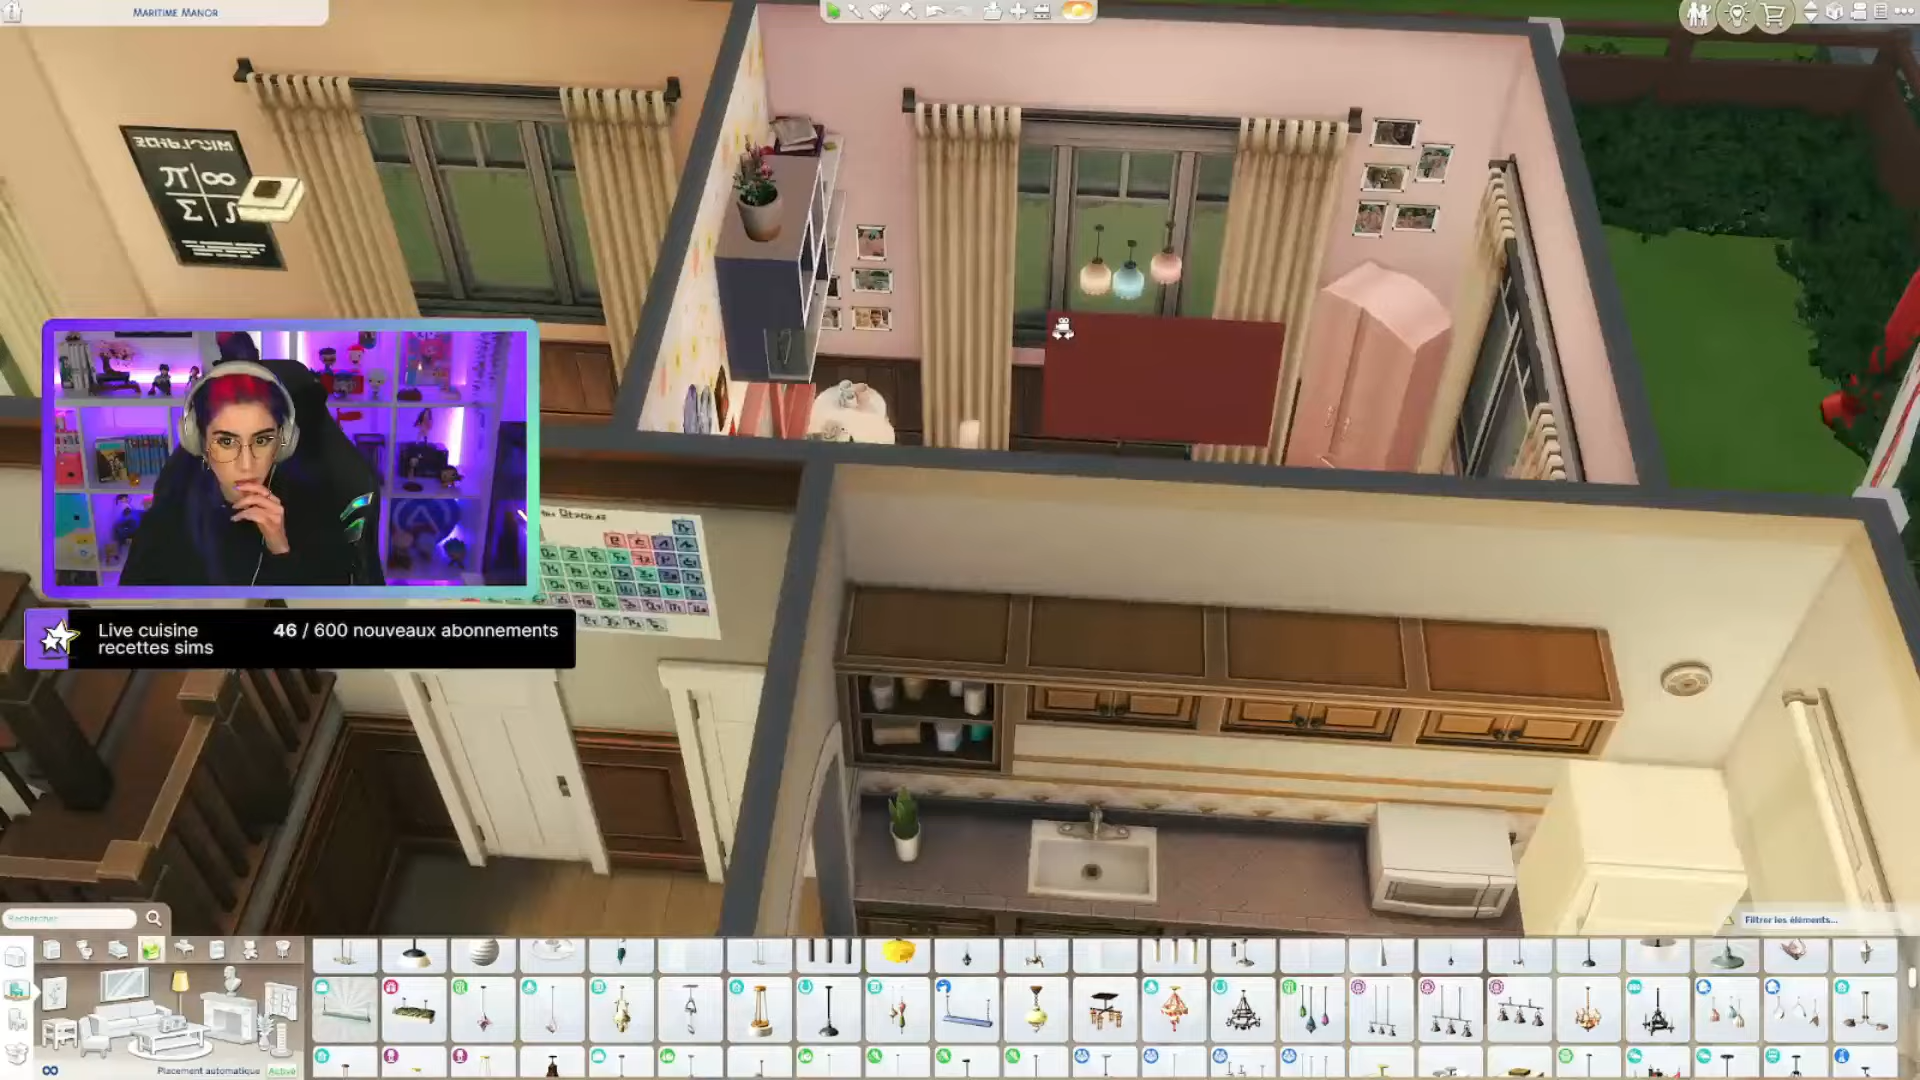 MARITIME MANOR
π ∞
Σ ∫
Live cuisine
recettes sims
46 / 600 nouveaux abonnements
Rechercher
Filtrer les éléments...
Placement automatique Activé